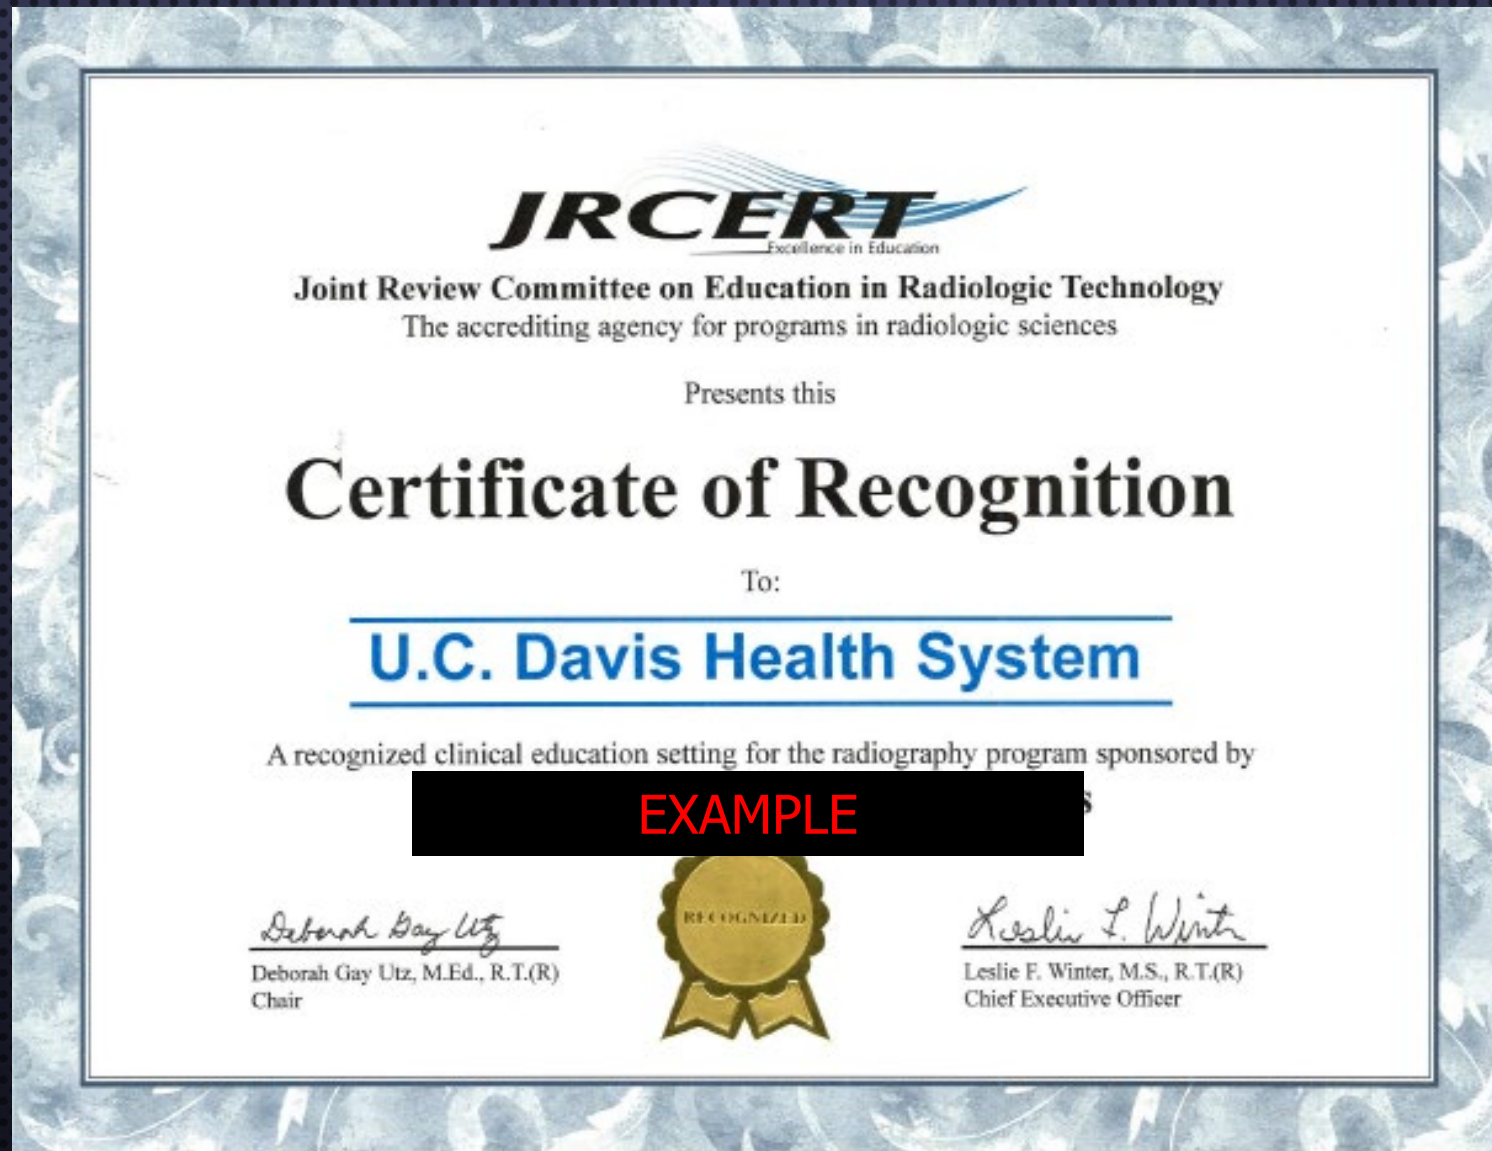 JRCERT
Excellence in Education
Joint Review Committee on Education in Radiologic Technology
The accrediting agency for programs in radiologic sciences
Presents this
Certificate of Recognition
To:
U.C. Davis Health System
A recognized clinical education setting for the radiography program sponsored by
EXAMPLE
RECOGNIZED
Deborah Gay Utz
Leslie F. Winter
Deborah Gay Utz, M.Ed., R.T.(R)
Leslie F. Winter, M.S., R.T.(R)
Chair
Chief Executive Officer